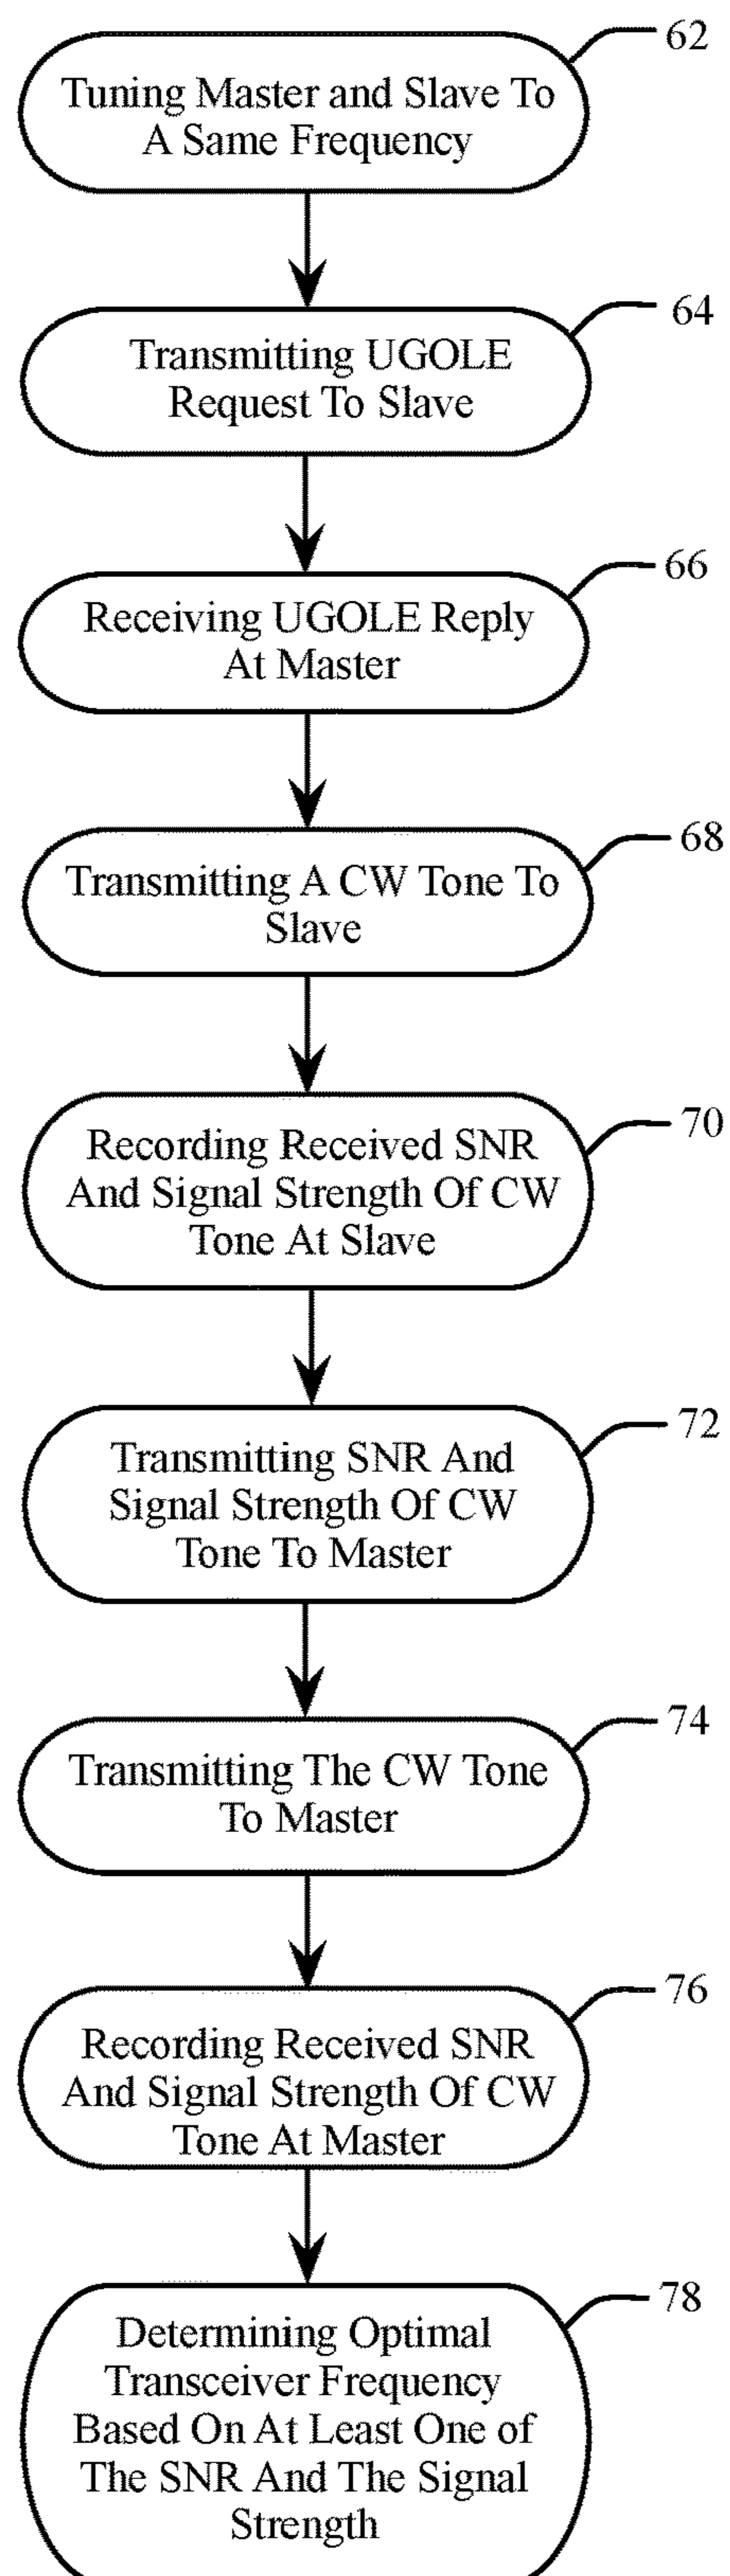 62
Tuning Master and Slave To
A Same Frequency
64
Transmitting UGOLE
Request To Slave
66
Receiving UGOLE Reply
At Master
68
Transmitting A CW Tone To
Slave
70
Recording Received SNR
And Signal Strength Of CW
Tone At Slave
72
Transmitting SNR And
Signal Strength Of CW
Tone To Master
74
Transmitting The CW Tone
To Master
76
Recording Received SNR
And Signal Strength Of CW
Tone At Master
78
Determining Optimal
Transceiver Frequency
Based On At Least One of
The SNR And The Signal
Strength